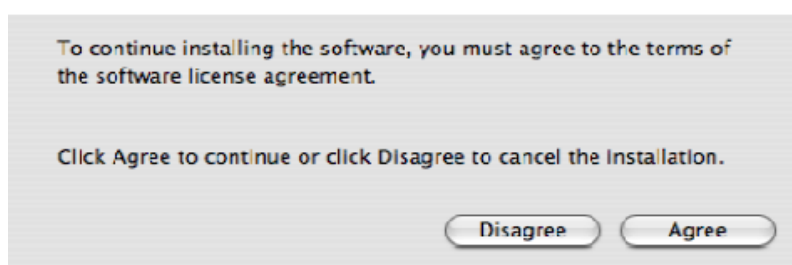 To continue installing the software, you must agree to the terms of
the software license agreement.
Click Agree to continue or click Disagree to cancel the installation.
Disagree Agree